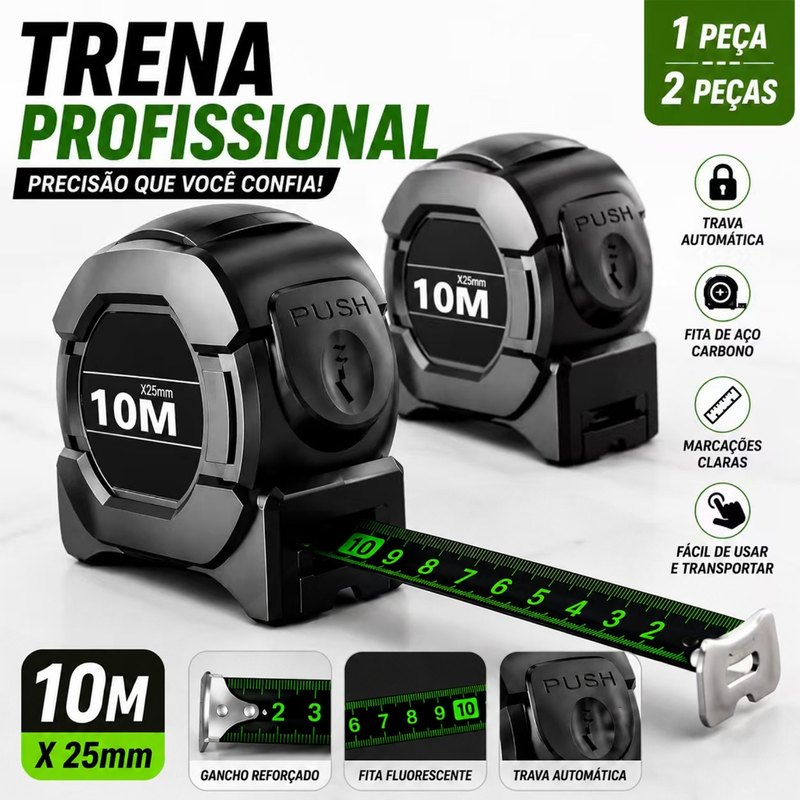 TRENA
PROFISSIONAL
PRECISÃO QUE VOCÊ CONFIA!
1 PEÇA
2 PEÇAS
TRAVA
AUTOMÁTICA
FITA DE AÇO
CARBONO
MARCAÇÕES
CLARAS
FÁCIL DE USAR
E TRANSPORTAR
PUSH
X25mm
10M
PUSH
X25mm
10M
10 9 8 7 6 5 4 3 2
10M
X 25mm
2 3
GANCHO REFORÇADO
6 7 8 9 10
FITA FLUORESCENTE
PUSH
TRAVA AUTOMÁTICA